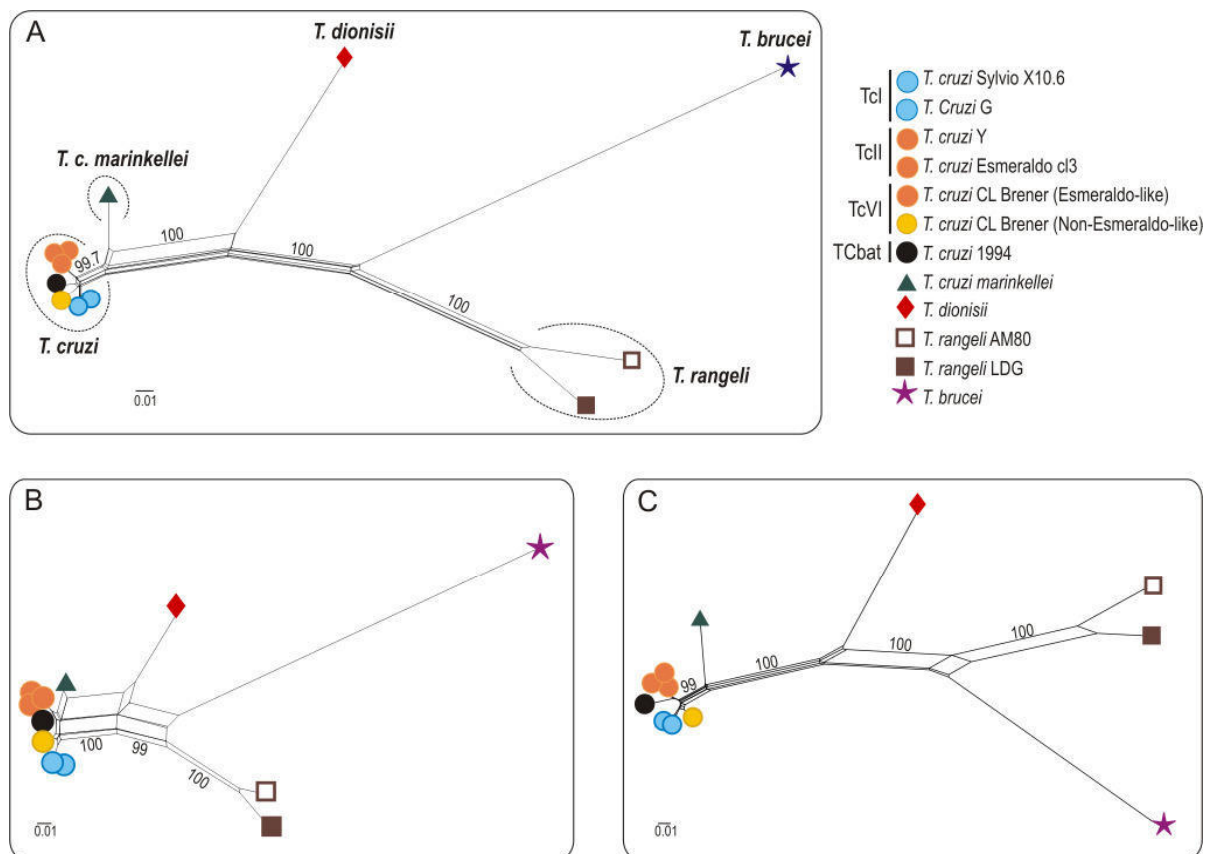 A
T. dionisii
T. brucei
T. c. marinkellei
100
100
99.7
100
T. cruzi
T. rangeli
0.01
TcI
T. cruzi Sylvio X10.6
T. Cruzi G
TcII
T. cruzi Y
T. cruzi Esmeraldo cl3
TcVI
T. cruzi CL Brener (Esmeraldo-like)
T. cruzi CL Brener (Non-Esmeraldo-like)
TCbat
T. cruzi 1994
T. cruzi marinkellei
T. dionisii
T. rangeli AM80
T. rangeli LDG
T. brucei
B
100
99
100
0.01
C
100
100
100
99
0.01